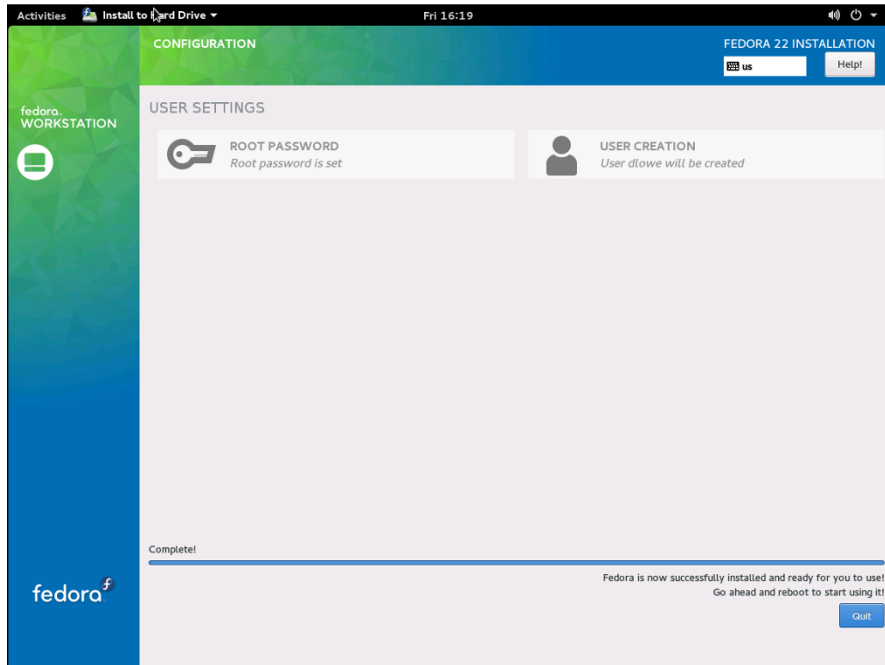 Activities Install to Hard Drive Fri 16:19
CONFIGURATION
FEDORA 22 INSTALLATION
us
Help!
fedora.
WORKSTATION
USER SETTINGS
ROOT PASSWORD
Root password is set
USER CREATION
User dlowe will be created
Complete!
Fedora is now successfully installed and ready for you to use!
Go ahead and reboot to start using it!
Quit
fedora